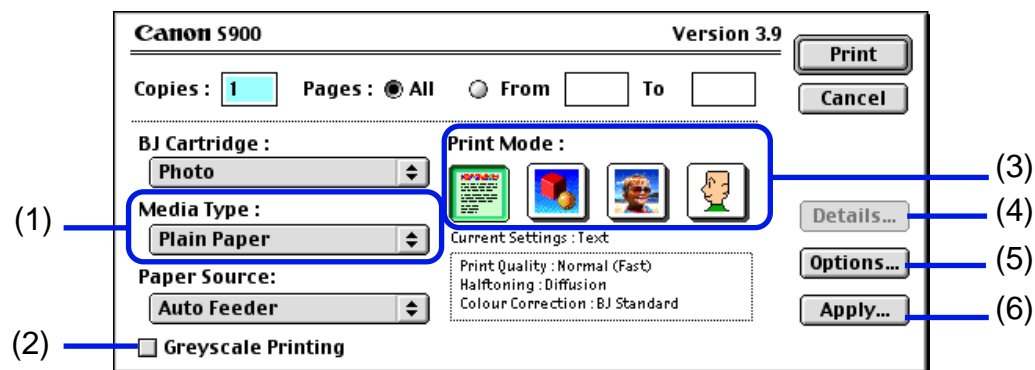 Canon S900 Version 3.9
Print
Copies : 1 Pages : All From To
Cancel
BJ Cartridge :
Photo
Print Mode :
(3)
(1)
Media Type :
Plain Paper
Details...
(4)
Current Settings : Text
Print Quality : Normal (Fast)
Halftoning : Diffusion
Colour Correction : BJ Standard
Options...
(5)
Paper Source:
Auto Feeder
Apply...
(6)
(2)
Greyscale Printing